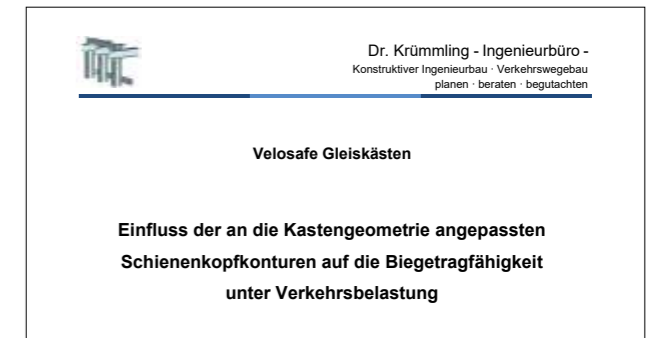 Dr. Krümmling - Ingenieurbüro -
Konstruktiver Ingenieurbau · Verkehrswegebau
planen · beraten · begutachten
Velosafe Gleiskästen
Einfluss der an die Kastengeometrie angepassten
Schienenkopfkonturen auf die Biegetragfähigkeit
unter Verkehrsbelastung